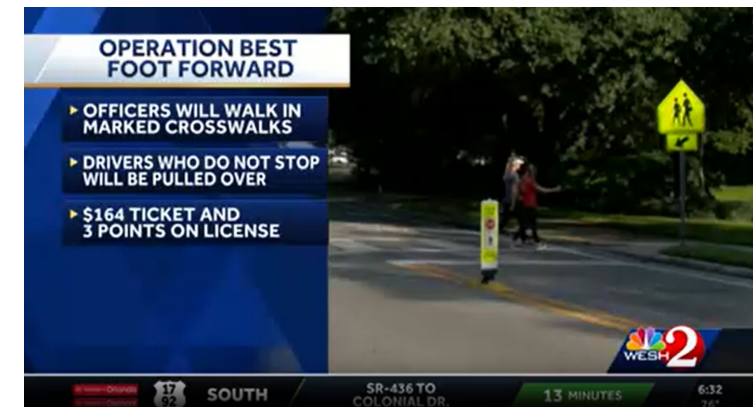 OPERATION BEST
FOOT FORWARD
▸ OFFICERS WILL WALK IN
MARKED CROSSWALKS
▸ DRIVERS WHO DO NOT STOP
WILL BE PULLED OVER
▸ $164 TICKET AND
3 POINTS ON LICENSE
WESH 2
17
92
SOUTH
SR-436 TO
COLONIAL DR.
13 MINUTES
6:32
76°